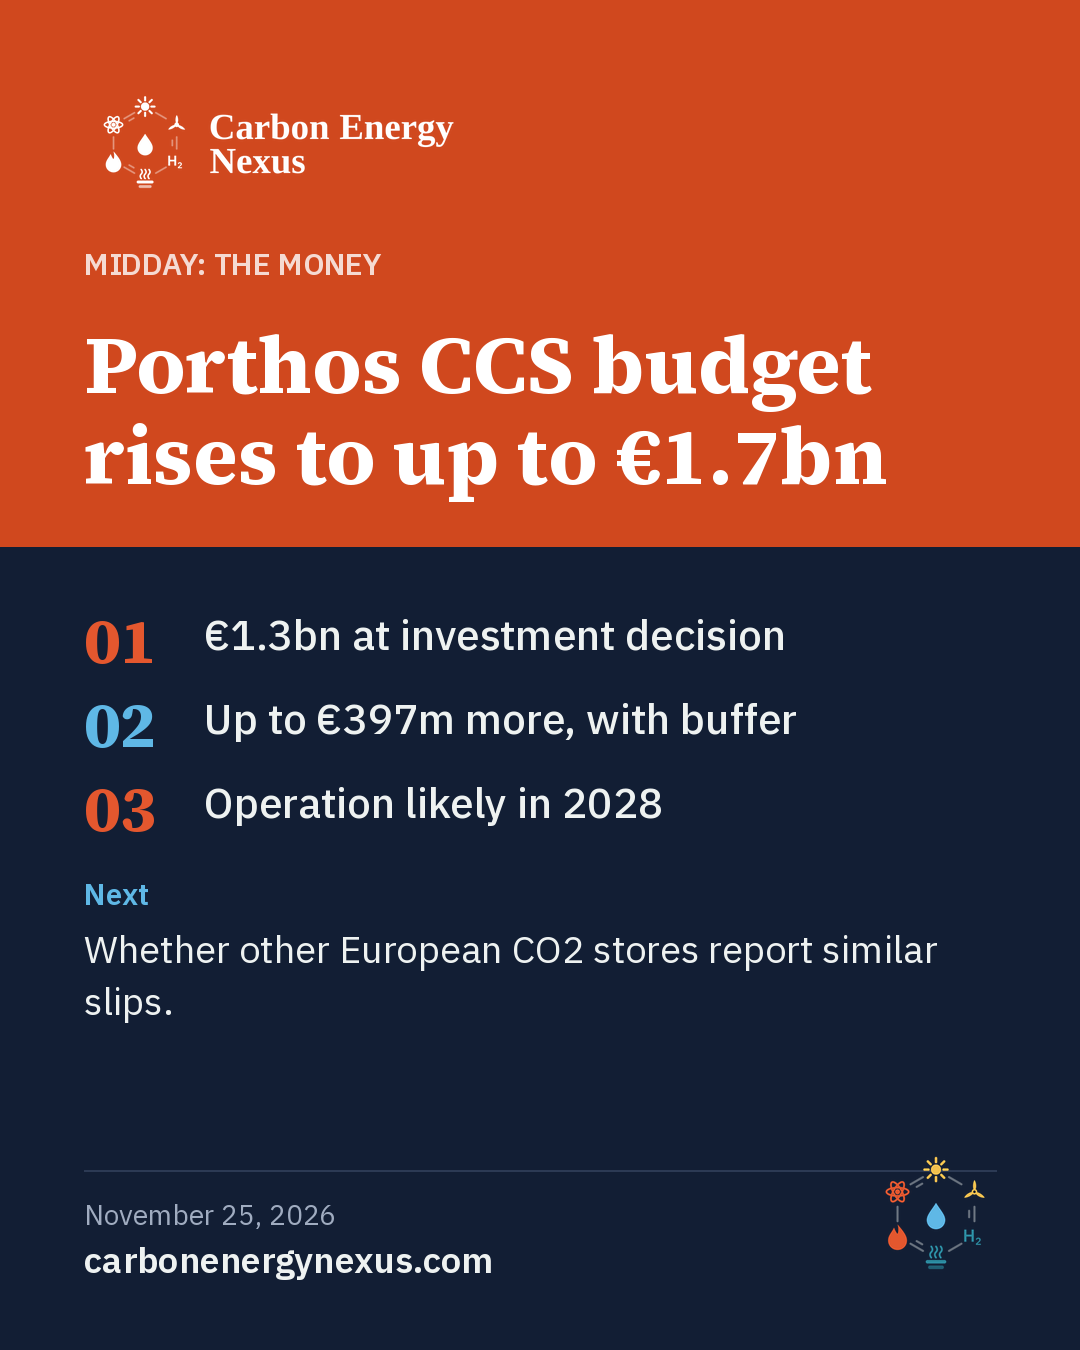 Carbon Energy
Nexus
H₂
MIDDAY: THE MONEY
Porthos CCS budget
rises to up to €1.7bn
01 €1.3bn at investment decision
02 Up to €397m more, with buffer
03 Operation likely in 2028
Next
Whether other European CO2 stores report similar
slips.
November 25, 2026
carbonenergynexus.com
H₂